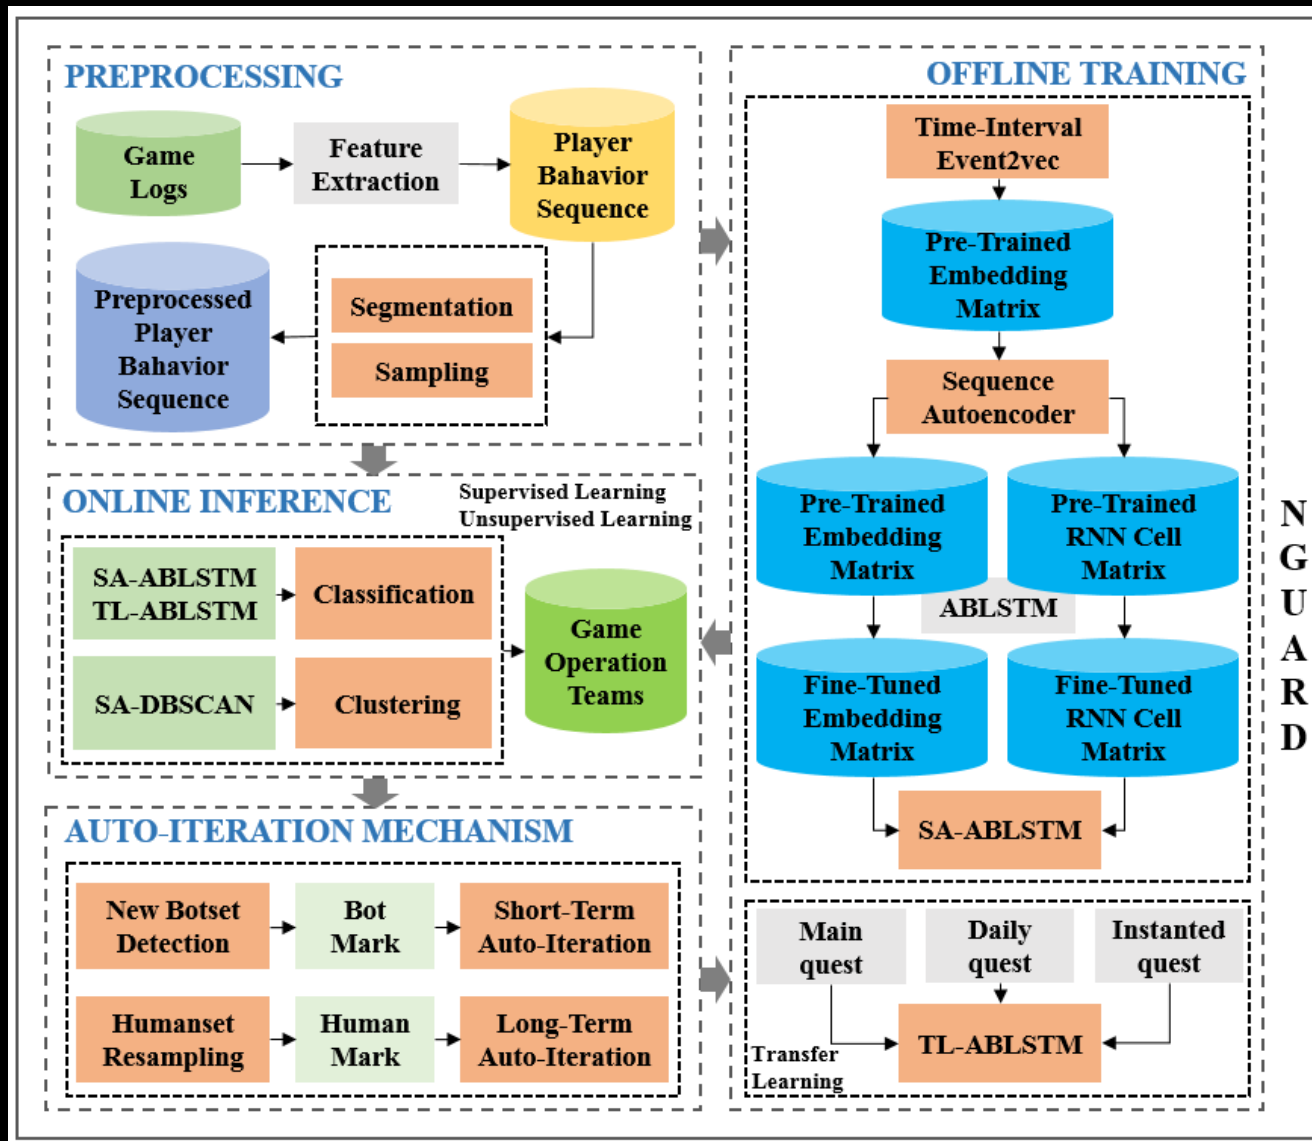 PREPROCESSING
Game
Logs
Feature
Extraction
Player
Bahavior
Sequence
Segmentation
Sampling
Preprocessed
Player
Bahavior
Sequence
ONLINE INFERENCE
Supervised Learning
Unsupervised Learning
SA-ABLSTM
TL-ABLSTM
Classification
SA-DBSCAN
Clustering
Game
Operation
Teams
AUTO-ITERATION MECHANISM
New Botset
Detection
Bot
Mark
Short-Term
Auto-Iteration
Humanset
Resampling
Human
Mark
Long-Term
Auto-Iteration
OFFLINE TRAINING
Time-Interval
Event2vec
Pre-Trained
Embedding
Matrix
Sequence
Autoencoder
Pre-Trained
Embedding
Matrix
Pre-Trained
RNN Cell
Matrix
ABLSTM
Fine-Tuned
Embedding
Matrix
Fine-Tuned
RNN Cell
Matrix
SA-ABLSTM
Main
quest
Daily
quest
Instanted
quest
TL-ABLSTM
Transfer
Learning
N
G
U
A
R
D